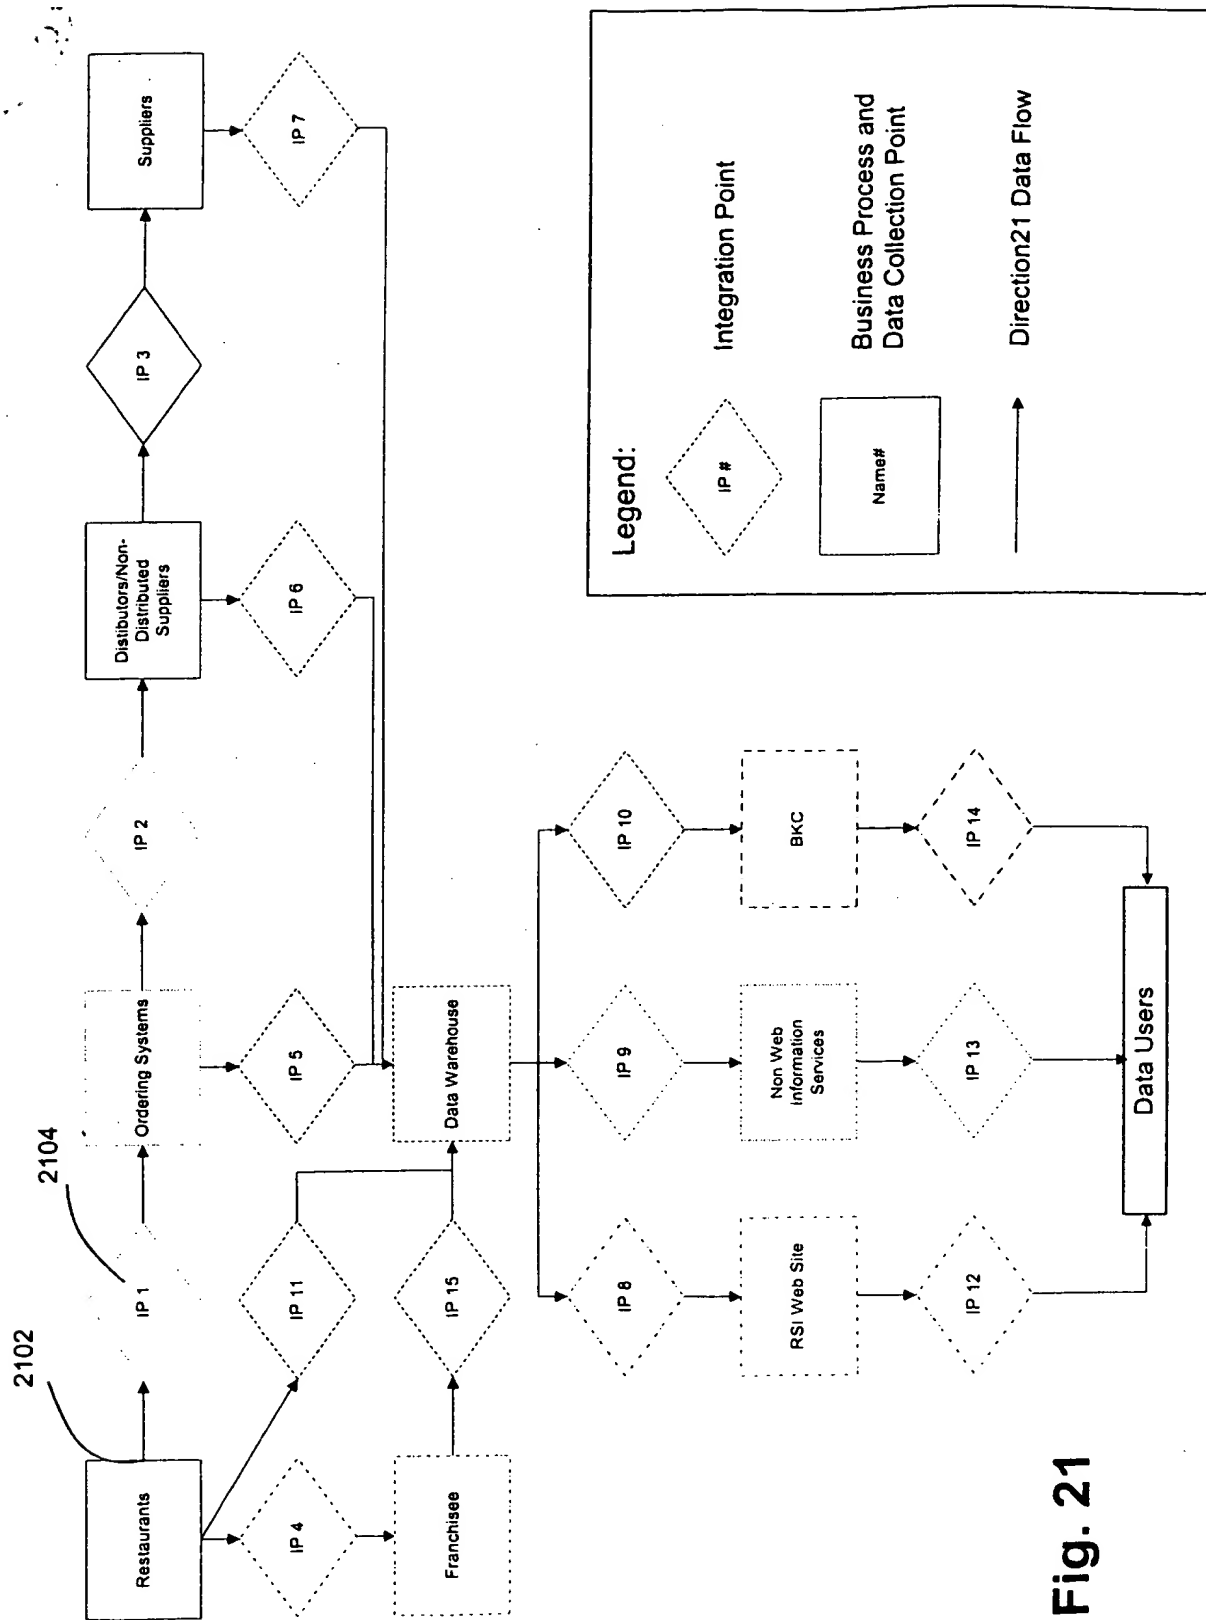 2102
2104
Restaurants
IP 1
Ordering Systems
IP 2
Distibutors/Non-
Distributed
Suppliers
IP 3
Suppliers
IP 4
IP 11
IP 5
IP 6
IP 7
Franchisee
IP 15
Data Warehouse
IP 8
IP 9
IP 10
RSI Web Site
Non Web
Information
Services
BKC
IP 12
IP 13
IP 14
Data Users
Legend:
IP #
Integration Point
Name#
Business Process and
Data Collection Point
Direction21 Data Flow
Fig. 21